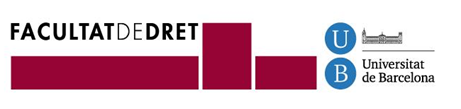 FACULTATDEDRET
U
B
Universitat
de Barcelona